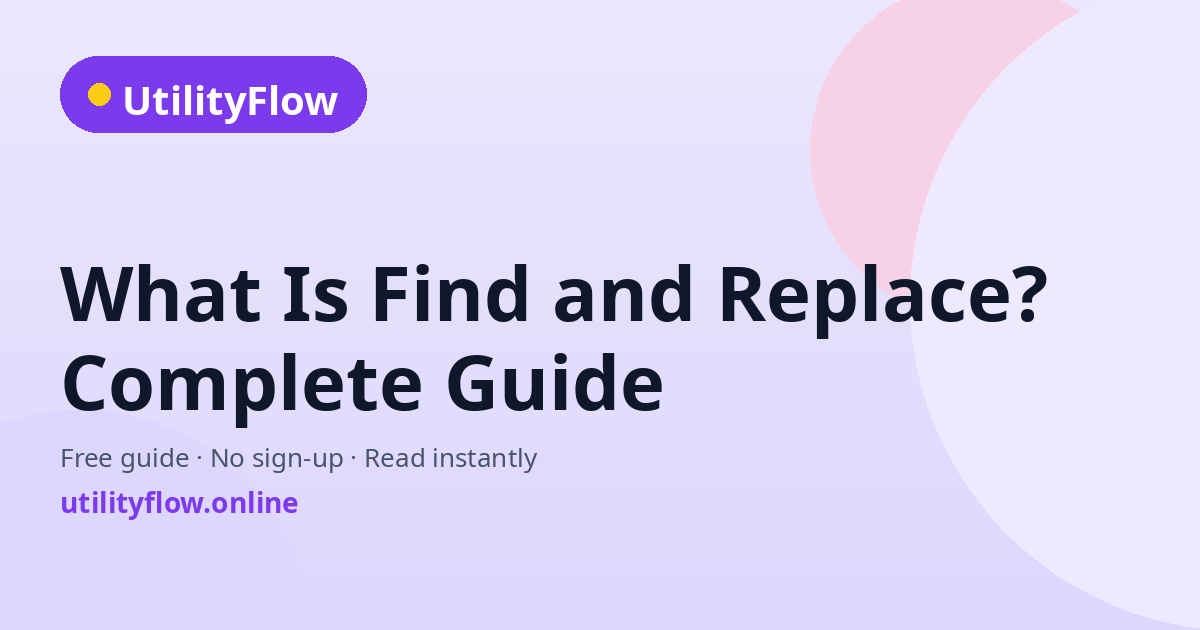 UtilityFlow
What Is Find and Replace?
Complete Guide
Free guide · No sign-up · Read instantly
utilityflow.online